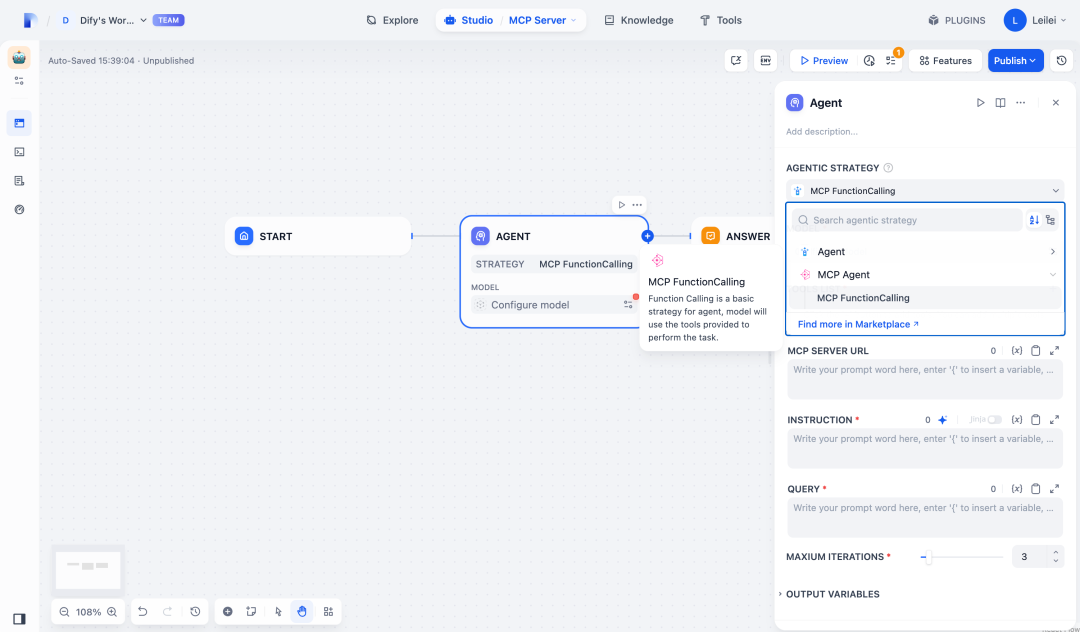 D Dify's Wor... TEAM
Explore
Studio / MCP Server
Knowledge
Tools
PLUGINS
L Leilei
Auto-Saved 15:39:04 · Unpublished
ENV
Preview
1
Features
Publish
START
AGENT
STRATEGY MCP FunctionCalling
MODEL
Configure model
ANSWER
MCP FunctionCalling
Function Calling is a basic
strategy for agent, model will
use the tools provided to
perform the task.
Agent
Add description...
AGENTIC STRATEGY
MCP FunctionCalling
Search agentic strategy
Agent
MCP Agent
MCP FunctionCalling
Find more in Marketplace
MCP SERVER URL 0 {x}
Write your prompt word here, enter '{' to insert a variable, ...
INSTRUCTION * 0 Jinja {x}
Write your prompt word here, enter '{' to insert a variable, ...
QUERY * 0 {x}
Write your prompt word here, enter '{' to insert a variable, ...
MAXIUM ITERATIONS * 3
OUTPUT VARIABLES
108%